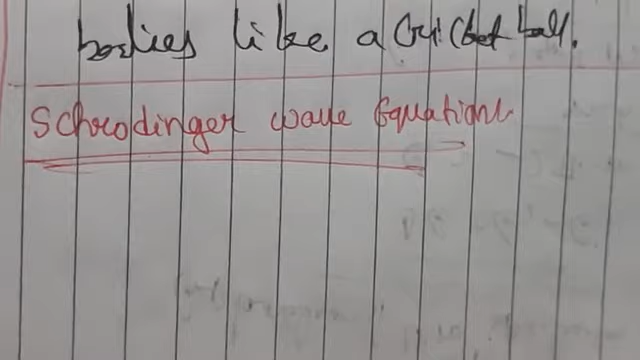 bodies like a Cricket ball.
Schrodinger wave Equation